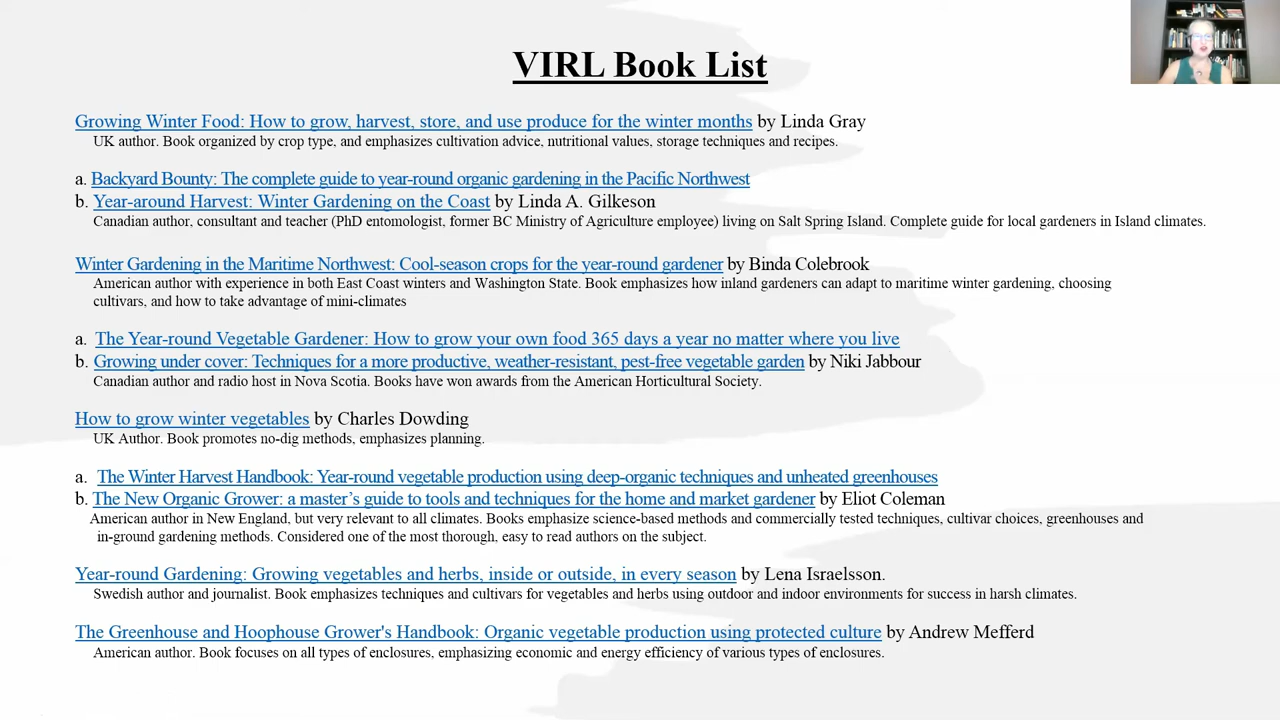 VIRL Book List
Growing Winter Food: How to grow, harvest, store, and use produce for the winter months by Linda Gray
UK author. Book organized by crop type, and emphasizes cultivation advice, nutritional values, storage techniques and recipes.
a. Backyard Bounty: The complete guide to year-round organic gardening in the Pacific Northwest
b. Year-around Harvest: Winter Gardening on the Coast by Linda A. Gilkeson
Canadian author, consultant and teacher (PhD entomologist, former BC Ministry of Agriculture employee) living on Salt Spring Island. Complete guide for local gardeners in Island climates.
Winter Gardening in the Maritime Northwest: Cool-season crops for the year-round gardener by Binda Colebrook
American author with experience in both East Coast winters and Washington State. Book emphasizes how inland gardeners can adapt to maritime winter gardening, choosing
cultivars, and how to take advantage of mini-climates
a. The Year-round Vegetable Gardener: How to grow your own food 365 days a year no matter where you live
b. Growing under cover: Techniques for a more productive, weather-resistant, pest-free vegetable garden by Niki Jabbour
Canadian author and radio host in Nova Scotia. Books have won awards from the American Horticultural Society.
How to grow winter vegetables by Charles Dowding
UK Author. Book promotes no-dig methods, emphasizes planning.
a. The Winter Harvest Handbook: Year-round vegetable production using deep-organic techniques and unheated greenhouses
b. The New Organic Grower: a master’s guide to tools and techniques for the home and market gardener by Eliot Coleman
American author in New England, but very relevant to all climates. Books emphasize science-based methods and commercially tested techniques, cultivar choices, greenhouses and
in-ground gardening methods. Considered one of the most thorough, easy to read authors on the subject.
Year-round Gardening: Growing vegetables and herbs, inside or outside, in every season by Lena Israelsson.
Swedish author and journalist. Book emphasizes techniques and cultivars for vegetables and herbs using outdoor and indoor environments for success in harsh climates.
The Greenhouse and Hoophouse Grower's Handbook: Organic vegetable production using protected culture by Andrew Mefferd
American author. Book focuses on all types of enclosures, emphasizing economic and energy efficiency of various types of enclosures.